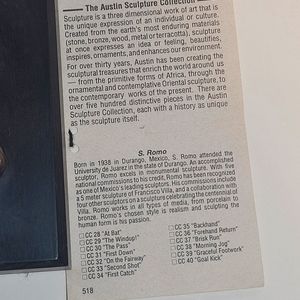 — The Austin Sculpture Collection —
Sculpture is a three dimensional work of art that is
the unique expression of an individual or culture.
Created from the earth's most enduring materials
(stone, bronze, wood, metal or terracotta), sculpture
at once expresses an idea or feeling, beautifies,
inspires, ornaments, and enhances our environment.
For over thirty years, Austin has been creating the
sculptural treasures that enrich the world around us
— from the primitive forms of Africa, through the
ornamental and contemplative Oriental sculpture, to
the contemporary works of the present. There are
over five hundred distinctive pieces in the Austin
Sculpture Collection, each with a history as unique
as the sculpture itself.
S. Romo
Born in 1938 in Durango, Mexico, S. Romo attended the
University de Juarez in the state of Durango. An accomplished
sculptor, Romo excels in monumental sculpture. With five
national commissions to his credit, Romo has been recognized
as one of Mexico's leading sculptors. His commissions include
a 5 meter sculpture of Francisco Villa, and a collaboration with
four other sculptors on a sculpture celebrating the centennial of
Villa. Romo works in all types of media, from porcelain to
bronze. Romo's chosen style is realism and sculpting the
human form is his passion.
☐ CC 28 "At Bat"
☐ CC 29 "The Windup!"
☐ CC 30 "The Pass"
☐ CC 31 "First Down"
☐ CC 32 "On the Fairway"
☐ CC 33 "Second Shot"
☐ CC 34 "First Catch"
☐ CC 35 "Backhand"
☐ CC 36 "Forehand Return"
☐ CC 37 "Brisk Run"
☐ CC 38 "Morning Jog"
☐ CC 39 "Graceful Footwork"
☐ CC 40 "Goal Kick"
518